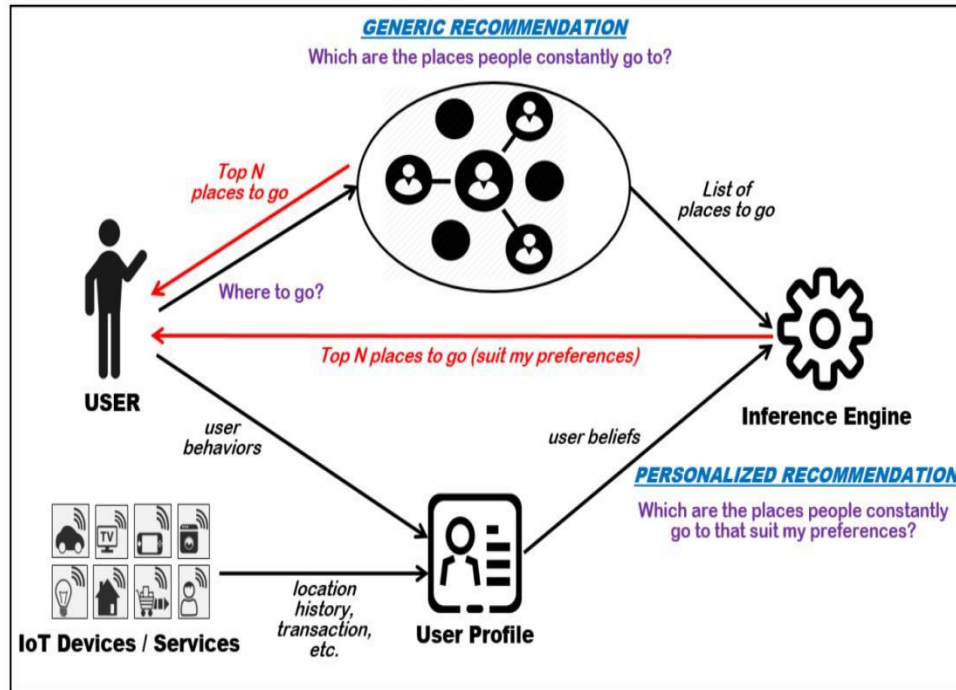 GENERIC RECOMMENDATION
Which are the places people constantly go to?
Top N
places to go
List of
places to go
Where to go?
Top N places to go (suit my preferences)
USER
Inference Engine
user
behaviors
user beliefs
PERSONALIZED RECOMMENDATION
Which are the places people constantly
go to that suit my preferences?
TV
location
history,
transaction,
etc.
User Profile
IoT Devices / Services